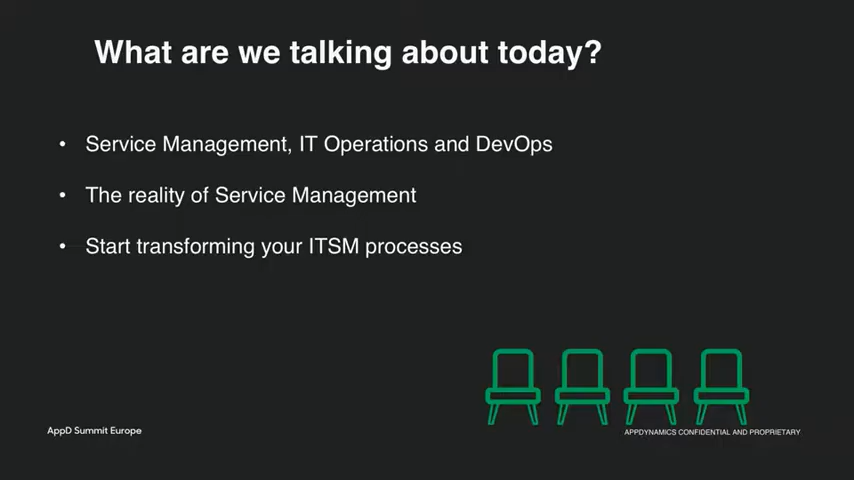 What are we talking about today?
• Service Management, IT Operations and DevOps
• The reality of Service Management
• Start transforming your ITSM processes
AppD Summit Europe
APPDYNAMICS CONFIDENTIAL AND PROPRIETARY